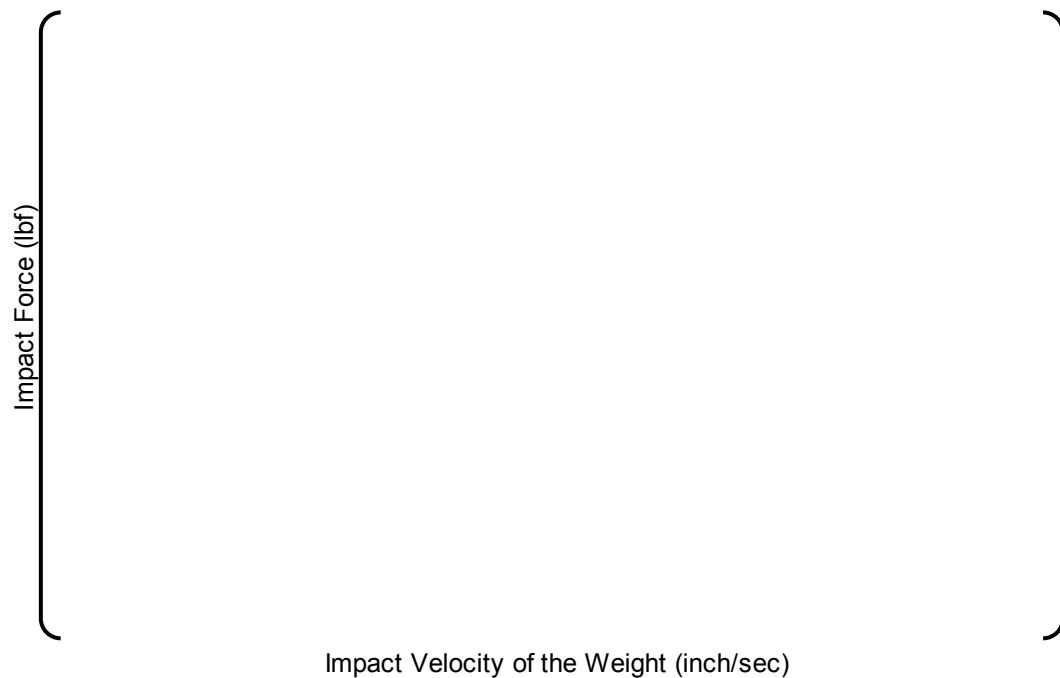 Impact Force (lbf)
Impact Velocity of the Weight (inch/sec)